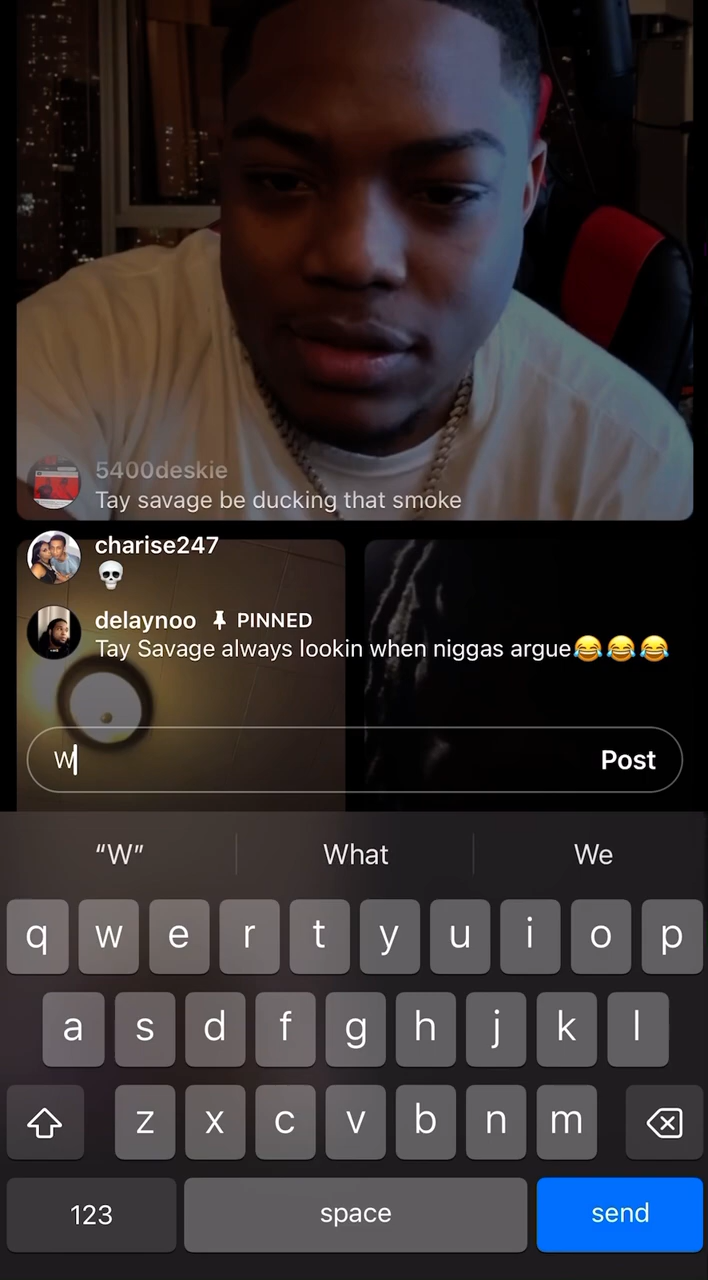 5400deskie
Tay savage be ducking that smoke
charise247
💀
delaynoo PINNED
Tay Savage always lookin when niggas argue😂😂😂
W Post
“W” What We
q w e r t y u i o p
a s d f g h j k l
z x c v b n m
123 space send